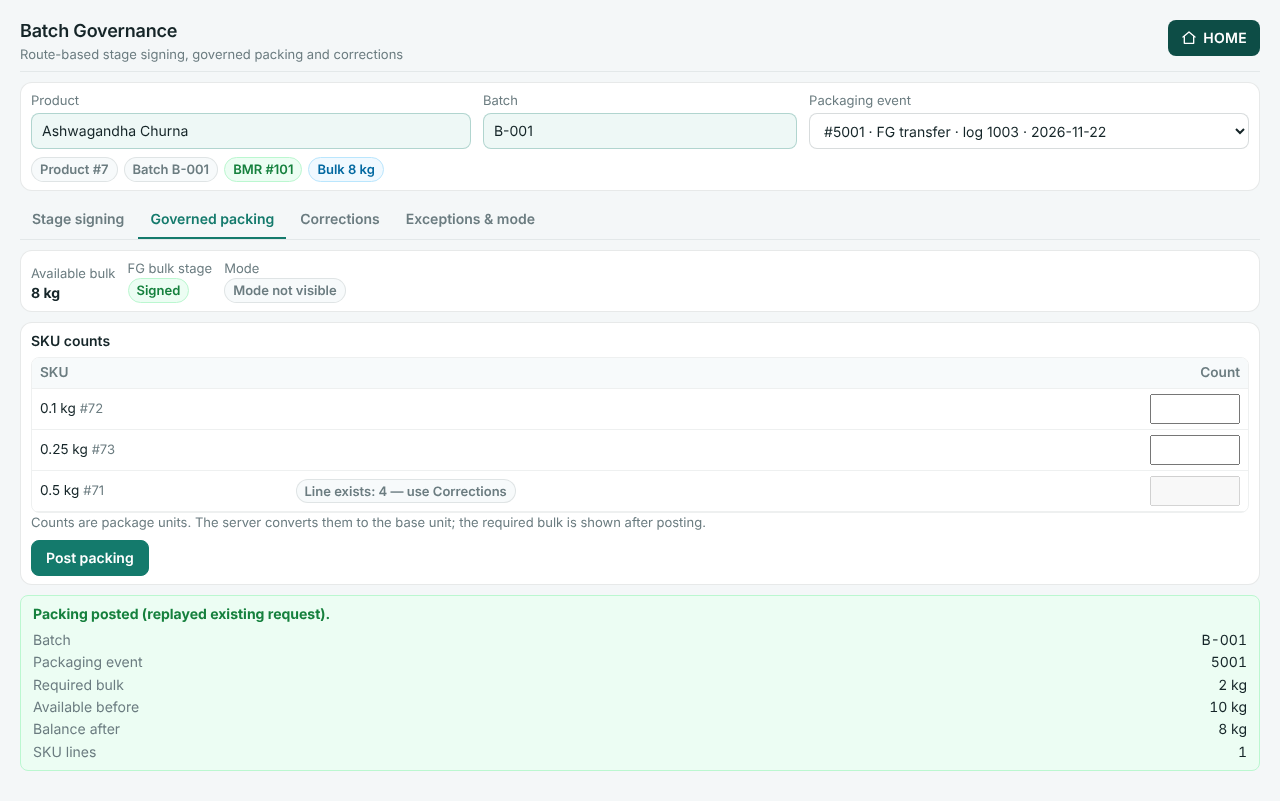 Batch Governance
Route-based stage signing, governed packing and corrections
HOME
Product
Batch
Packaging event
Ashwagandha Churna
B-001
#5001 · FG transfer · log 1003 · 2026-11-22
Product #7
Batch B-001
BMR #101
Bulk 8 kg
Stage signing
Governed packing
Corrections
Exceptions & mode
Available bulk
8 kg
FG bulk stage
Signed
Mode
Mode not visible
SKU counts
SKU
Count
0.1 kg #72
0.25 kg #73
0.5 kg #71
Line exists: 4 — use Corrections
Counts are package units. The server converts them to the base unit; the required bulk is shown after posting.
Post packing
Packing posted (replayed existing request).
Batch
B-001
Packaging event
5001
Required bulk
2 kg
Available before
10 kg
Balance after
8 kg
SKU lines
1